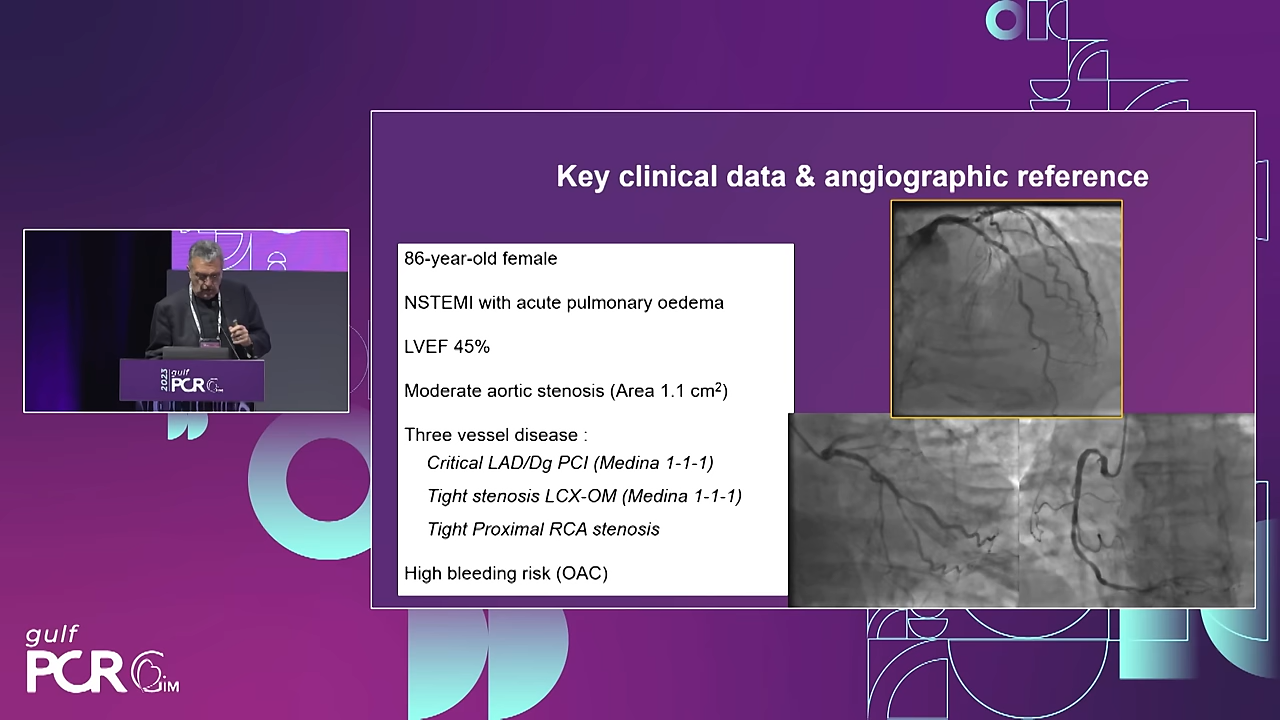 Key clinical data & angiographic reference
86-year-old female
NSTEMI with acute pulmonary oedema
LVEF 45%
Moderate aortic stenosis (Area 1.1 cm²)
Three vessel disease :
Critical LAD/Dg PCI (Medina 1-1-1)
Tight stenosis LCX-OM (Medina 1-1-1)
Tight Proximal RCA stenosis
High bleeding risk (OAC)
2023 gulf
PCR GIM
gulf
PCR GIM